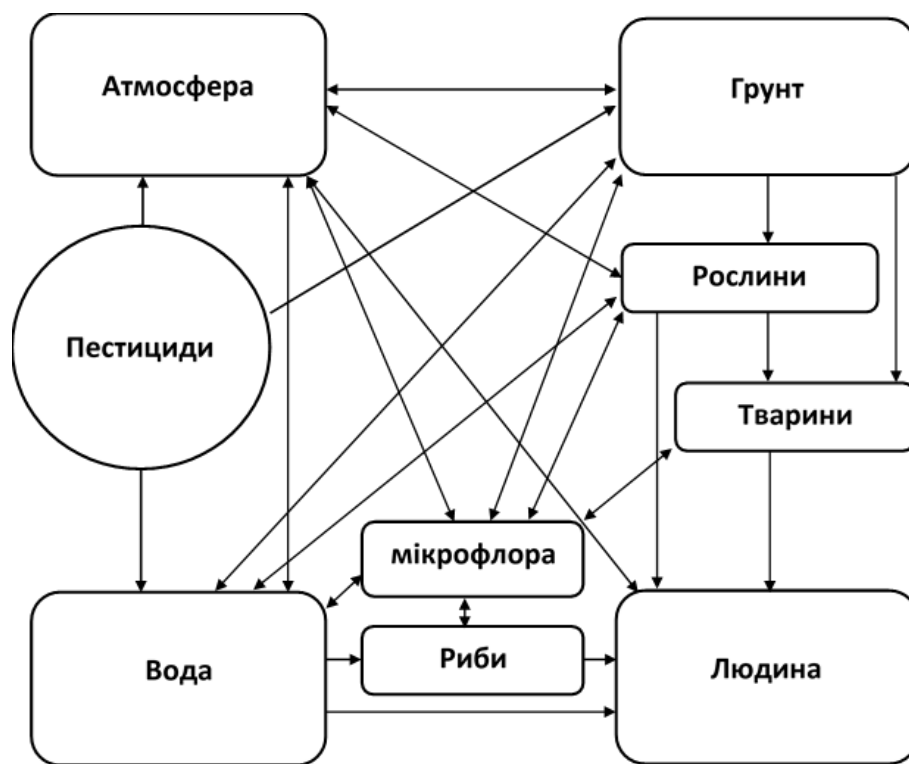 Атмосфера
Грунт
Рослини
Пестициди
Тварини
мікрофлора
Риби
Вода
Людина